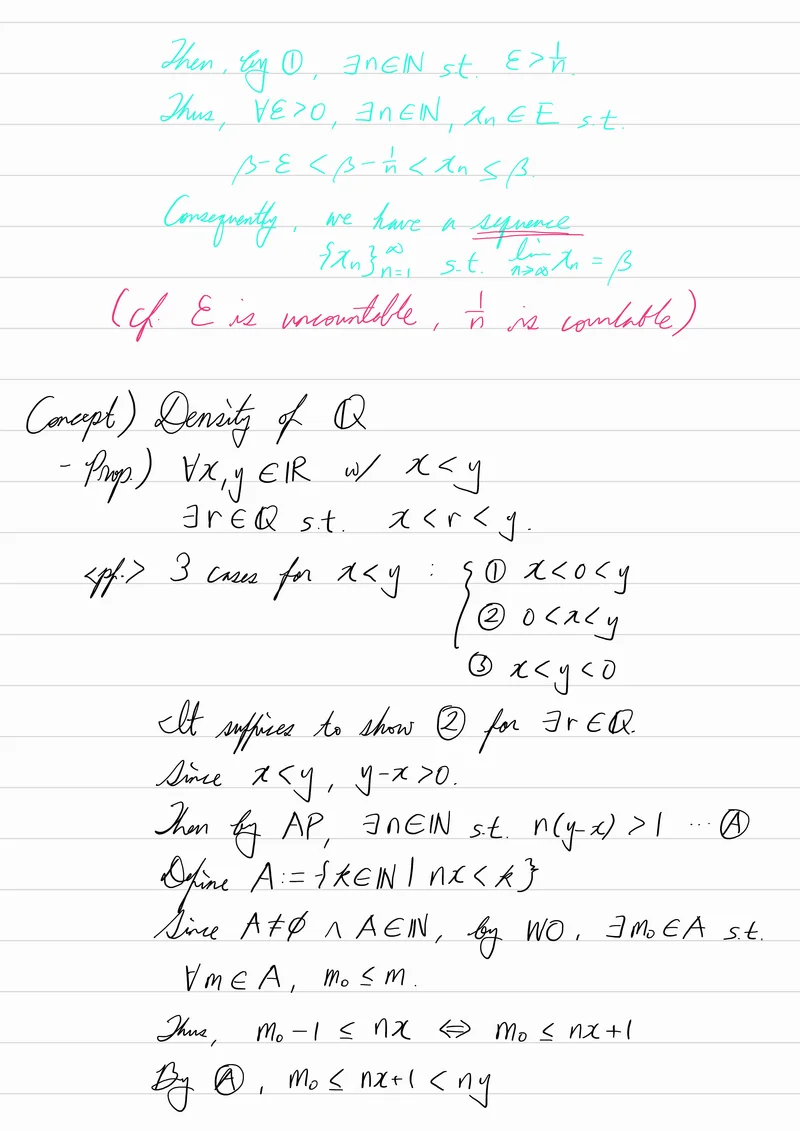 Then, by ①, ∃n∈ℕ s.t. ε>1/n.
Thus, ∀ε>0, ∃n∈ℕ, xₙ∈E s.t.
β-ε < β-1/n < xₙ ≤ β.
Consequently, we have a sequence
{xₙ}ₙ₌₁^∞ s.t. lim_{n→∞} xₙ = β
(cf. ε is uncountable, 1/n is countable)
Concept) Density of ℚ
- Prop.) ∀x,y∈ℝ w/ x<y
∃r∈ℚ s.t. x<r<y.
<pf.> 3 cases for x<y : { ① x<0<y
② 0<x<y
③ x<y<0
It suffices to show ② for ∃r∈ℚ.
Since x<y, y-x>0.
Then by AP, ∃n∈ℕ s.t. n(y-x)>1 ⋯ Ⓐ
Define A:={k∈ℕ | nx<k}
Since A≠∅ ∧ A∈ℕ, by WO, ∃m₀∈A s.t.
∀m∈A, m₀≤m.
Thus, m₀-1 ≤ nx ⇔ m₀ ≤ nx+1
By Ⓐ, m₀ ≤ nx+1 < ny